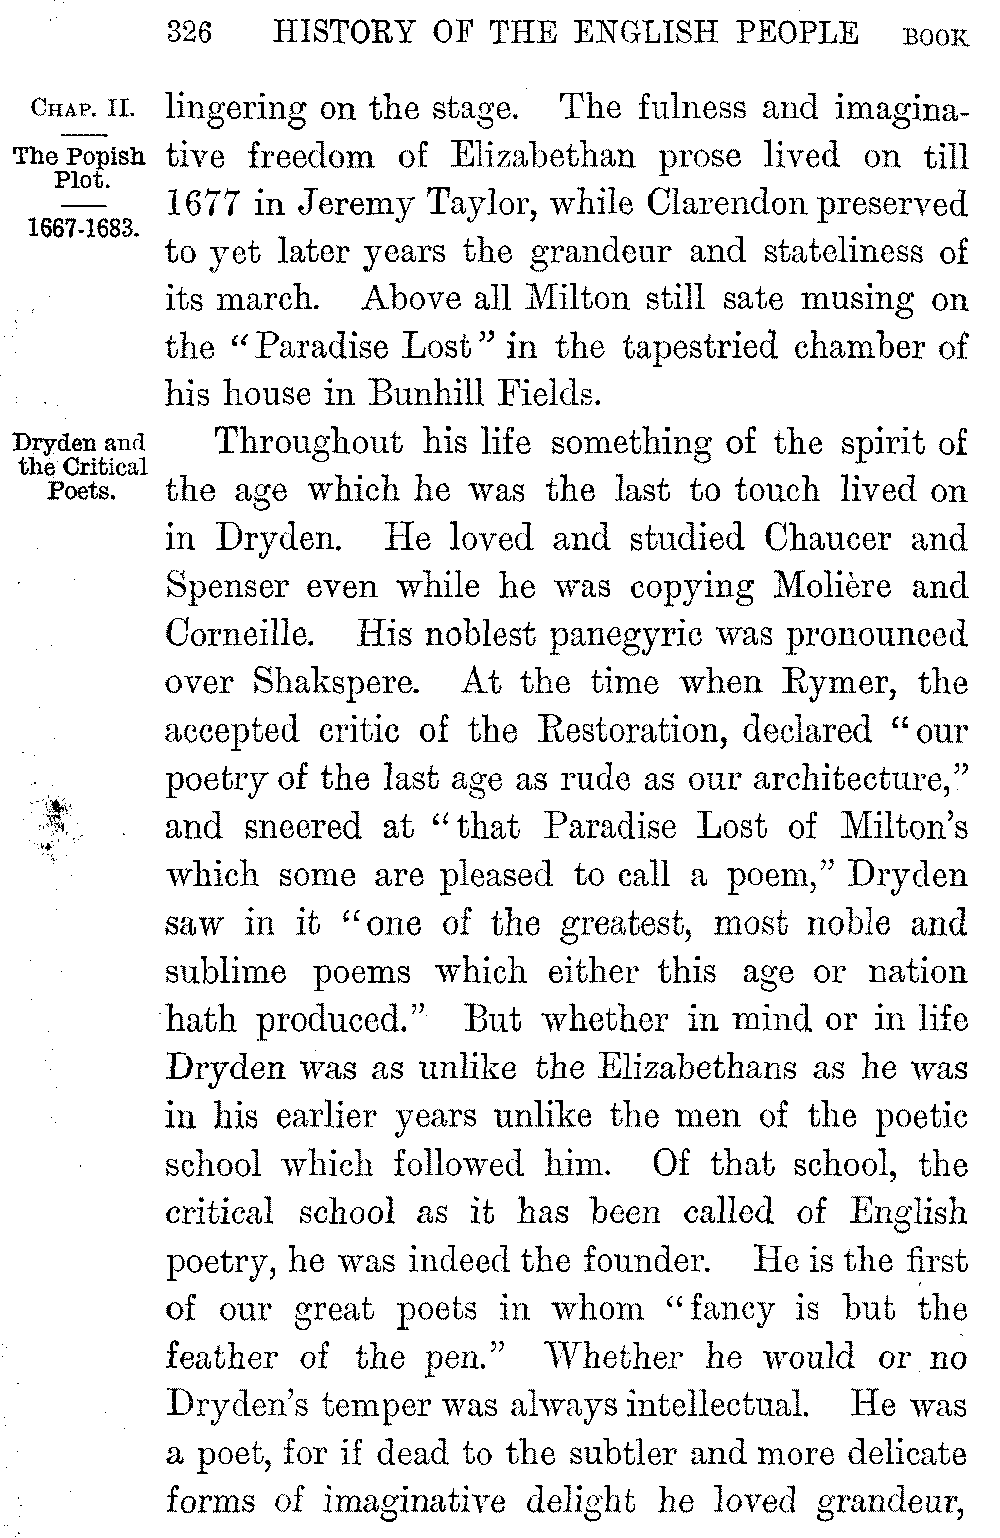 326 HISTORY OF THE ENGLISH PEOPLE BOOK
CHAP. II.
The Popish
Plot.
1667-1683.
lingering on the stage. The fulness and imagina-
tive freedom of Elizabethan prose lived on till
1677 in Jeremy Taylor, while Clarendon preserved
to yet later years the grandeur and stateliness of
its march. Above all Milton still sate musing on
the “Paradise Lost” in the tapestried chamber of
his house in Bunhill Fields.
Dryden and
the Critical
Poets.
Throughout his life something of the spirit of
the age which he was the last to touch lived on
in Dryden. He loved and studied Chaucer and
Spenser even while he was copying Molière and
Corneille. His noblest panegyric was pronounced
over Shakspere. At the time when Rymer, the
accepted critic of the Restoration, declared “our
poetry of the last age as rude as our architecture,”
and sneered at “that Paradise Lost of Milton’s
which some are pleased to call a poem,” Dryden
saw in it “one of the greatest, most noble and
sublime poems which either this age or nation
hath produced.” But whether in mind or in life
Dryden was as unlike the Elizabethans as he was
in his earlier years unlike the men of the poetic
school which followed him. Of that school, the
critical school as it has been called of English
poetry, he was indeed the founder. He is the first
of our great poets in whom “fancy is but the
feather of the pen.” Whether he would or no
Dryden’s temper was always intellectual. He was
a poet, for if dead to the subtler and more delicate
forms of imaginative delight he loved grandeur,